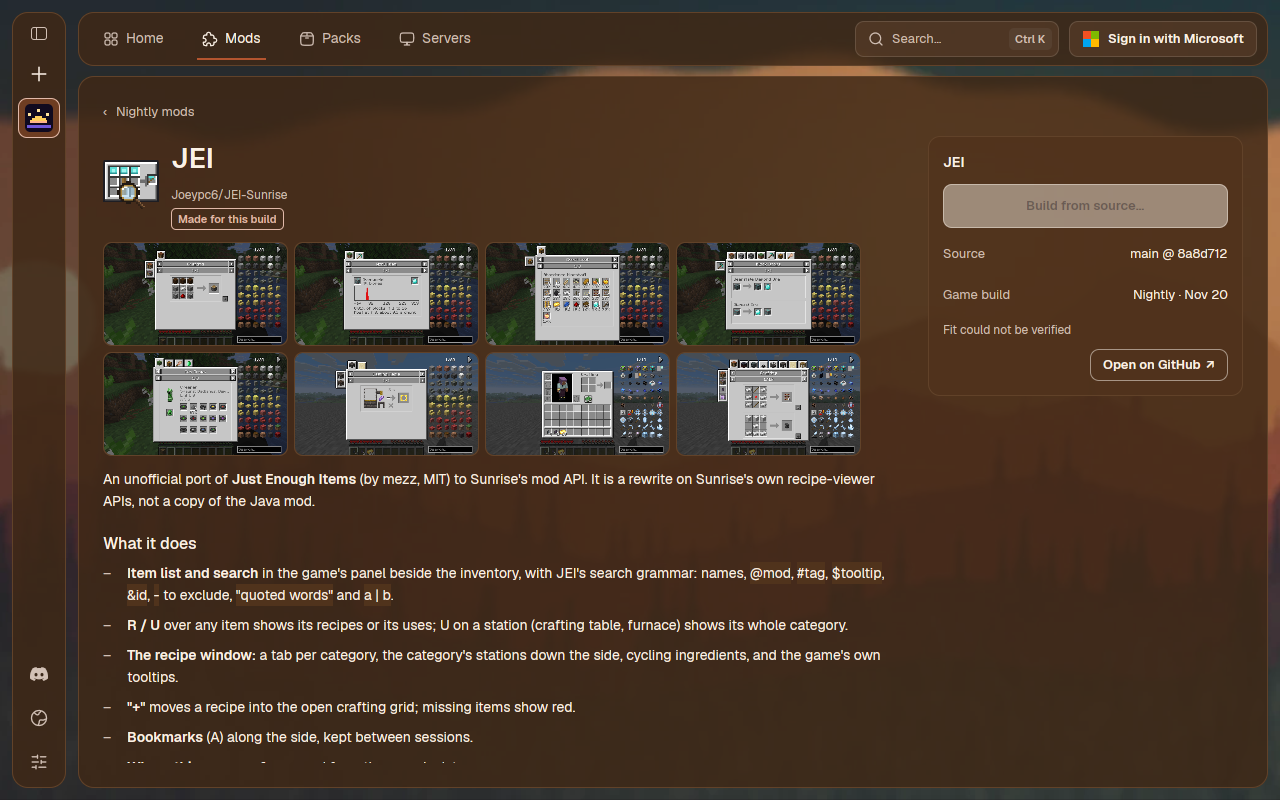 Home
Mods
Packs
Servers
Search...
Ctrl K
Sign in with Microsoft
‹ Nightly mods
JEI
Joeypc6/JEI-Sunrise
Made for this build
JEI
Build from source...
Source
main @ 8a8d712
Game build
Nightly · Nov 20
Fit could not be verified
Open on GitHub ↗
An unofficial port of Just Enough Items (by mezz, MIT) to Sunrise's mod API. It is a rewrite on Sunrise's own recipe-viewer
APIs, not a copy of the Java mod.
What it does
– Item list and search in the game's panel beside the inventory, with JEI's search grammar: names, @mod, #tag, $tooltip,
&id, - to exclude, "quoted words" and a | b.
– R / U over any item shows its recipes or its uses; U on a station (crafting table, furnace) shows its whole category.
– The recipe window: a tab per category, the category's stations down the side, cycling ingredients, and the game's own
tooltips.
– "+" moves a recipe into the open crafting grid; missing items show red.
– Bookmarks (A) along the side, kept between sessions.